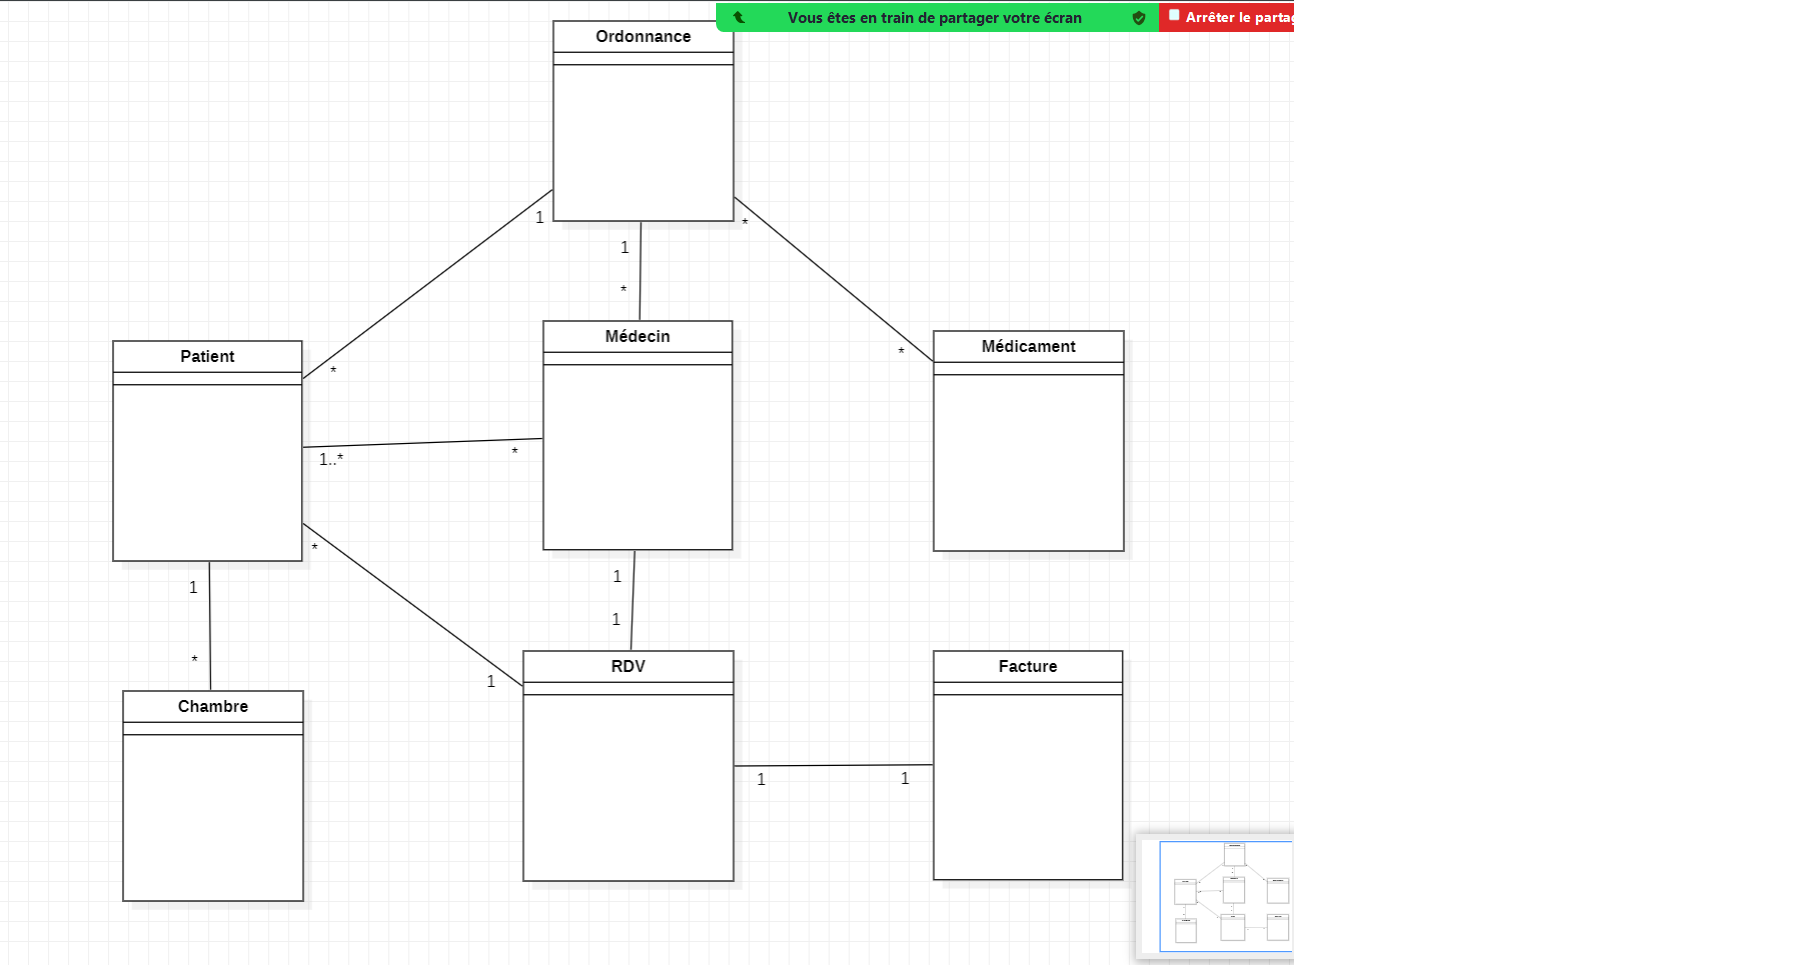 Vous êtes en train de partager votre écran
Arrêter le partag
Ordonnance
1
1
*
*
*
*
Médecin
Médicament
Patient
*
1..*
*
*
1
1
1
*
1
RDV
Facture
Chambre
1
1